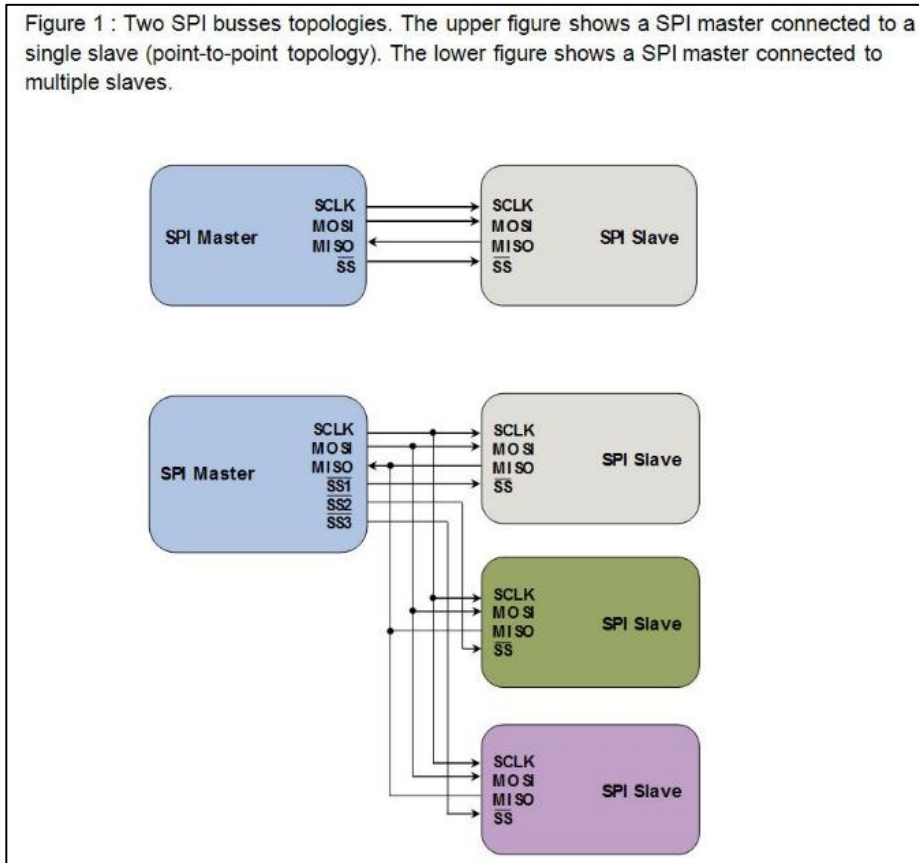 Figure 1 : Two SPI busses topologies. The upper figure shows a SPI master connected to a
single slave (point-to-point topology). The lower figure shows a SPI master connected to
multiple slaves.
SPI Master
SCLK
MOSI
MISO
SS
SCLK
MOSI
MISO
SS
SPI Slave
SPI Master
SCLK
MOSI
MISO
SS1
SS2
SS3
SCLK
MOSI
MISO
SS
SPI Slave
SCLK
MOSI
MISO
SS
SPI Slave
SCLK
MOSI
MISO
SS
SPI Slave